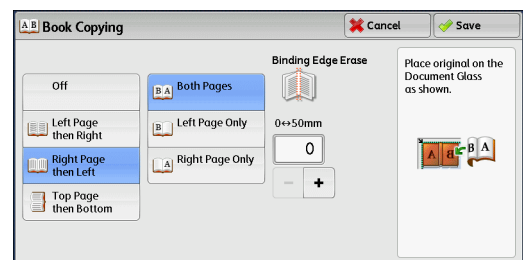 A B Book Copying
Cancel
Save
Off
Left Page
then Right
Right Page
then Left
Top Page
then Bottom
B A Both Pages
B Left Page Only
A Right Page Only
Binding Edge Erase
0↔50mm
0
− +
Place original on the
Document Glass
as shown.
A B B A